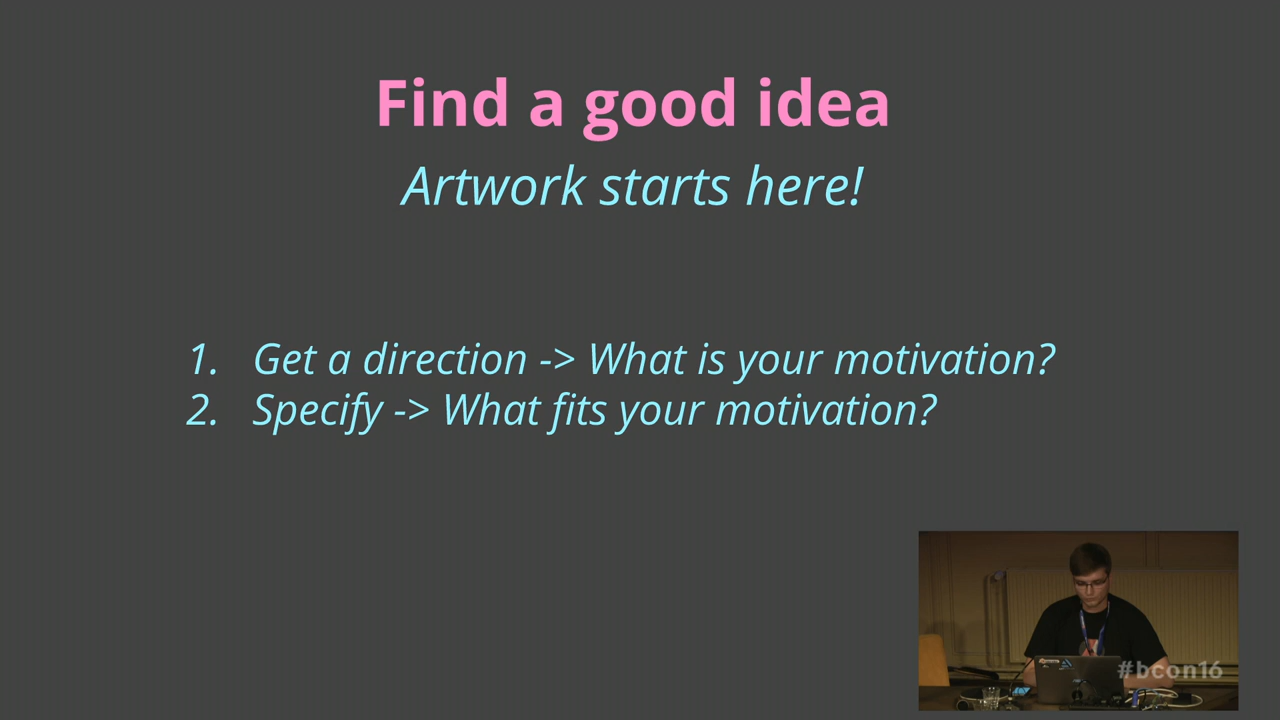 Find a good idea
Artwork starts here!
1. Get a direction -> What is your motivation?
2. Specify -> What fits your motivation?
#bcon16